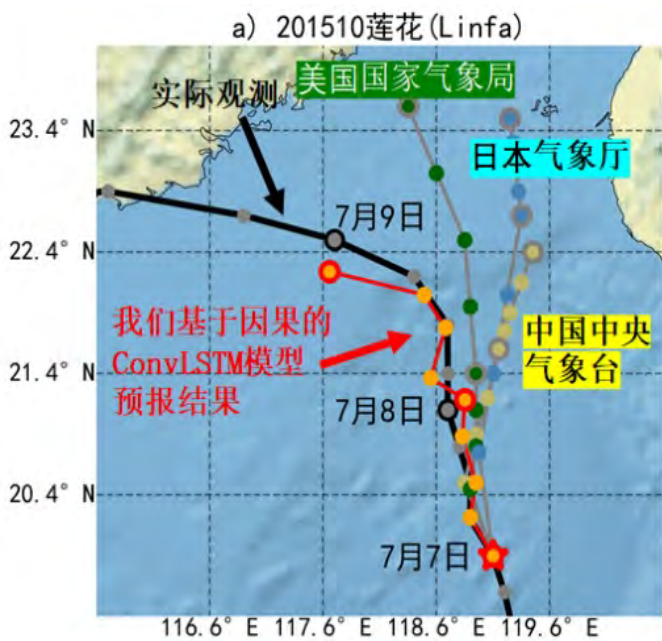 a) 201510莲花(Linfa)
美国国家气象局
实际观测
23.4° N
日本气象厅
7月9日
22.4° N
我们基于因果的
ConvLSTM模型
预报结果
中国中央
气象台
21.4° N
7月8日
20.4° N
7月7日
116.6° E 117.6° E 118.6° E 119.6° E